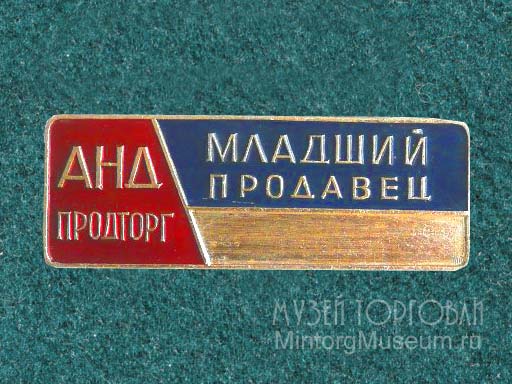 АНД
ПРОДТОРГ
МЛАДШИЙ
ПРОДАВЕЦ
МУЗЕЙ ТОРГОВЛИ
MintorgMuseum.ru